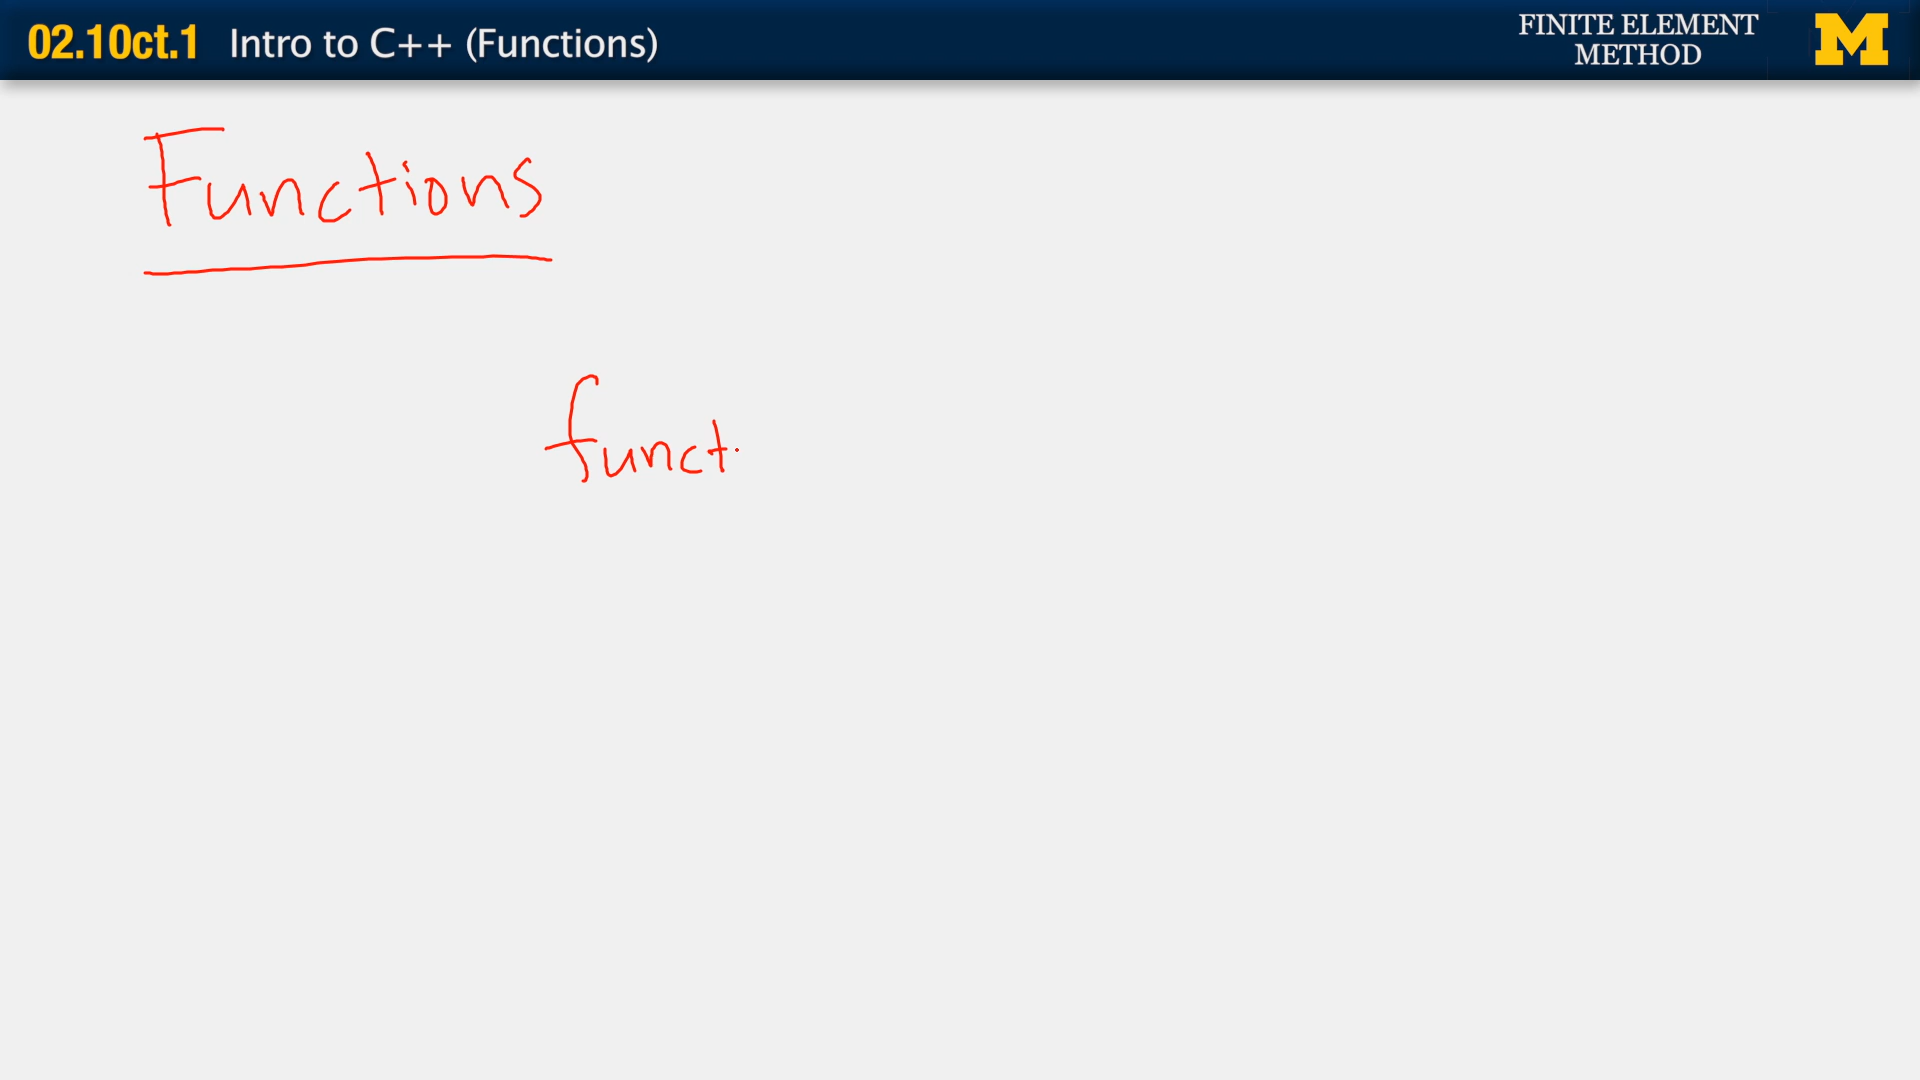 02.10ct.1 Intro to C++ (Functions)
FINITE ELEMENT
METHOD
M
Functions
funct